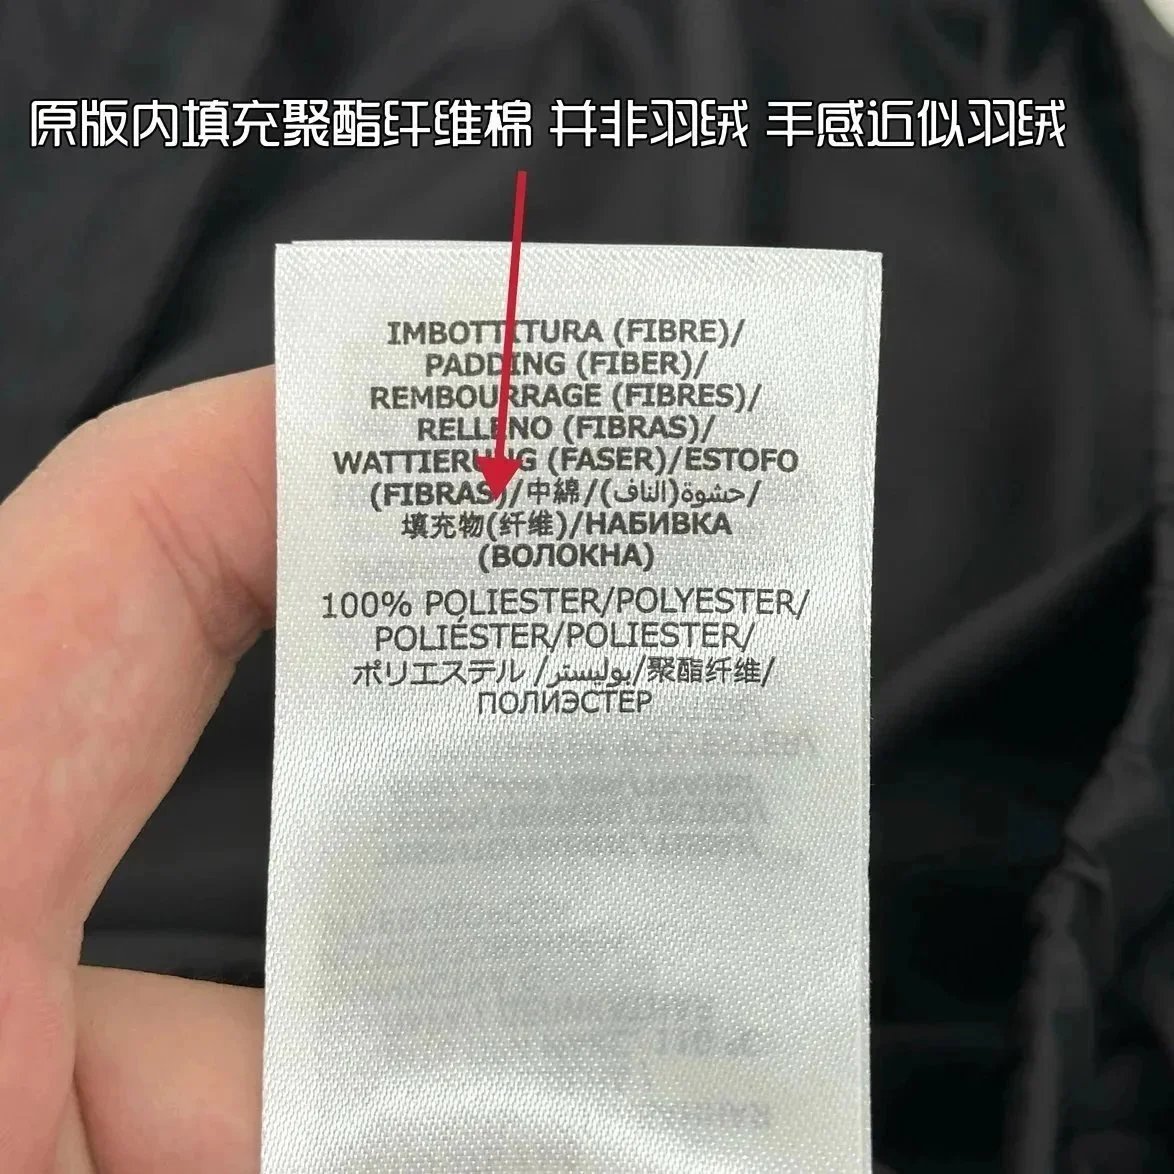 原版内填充聚酯纤维棉 并非羽绒 手感近似羽绒
IMBOTTITURA (FIBRE)/
PADDING (FIBER)/
REMBOURRAGE (FIBRES)/
RELLENO (FIBRAS)/
WATTIERUNG (FASER)/ESTOFO
(FIBRAS)/中綿/(حشوة(الناف/
填充物(纤维)/НАБИВКА
(ВОЛОКНА)
100% POLIESTER/POLYESTER/
POLIÉSTER/POLIESTER/
ポリエステル /بوليستر/聚酯纤维/
ПОЛИЭСТЕР